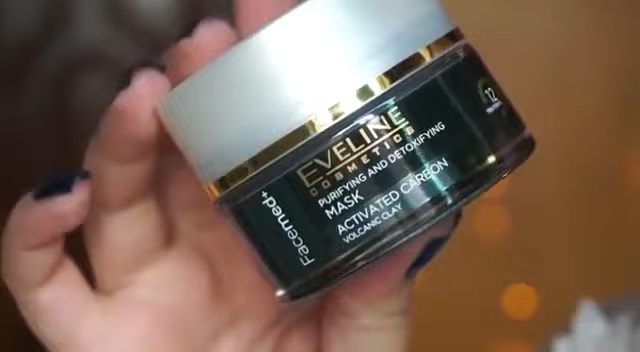 EVELINE
COSMETICS
PURIFYING AND DETOXIFYING
MASK
ACTIVATED CARBON
VOLCANIC CLAY
Facemed+
12